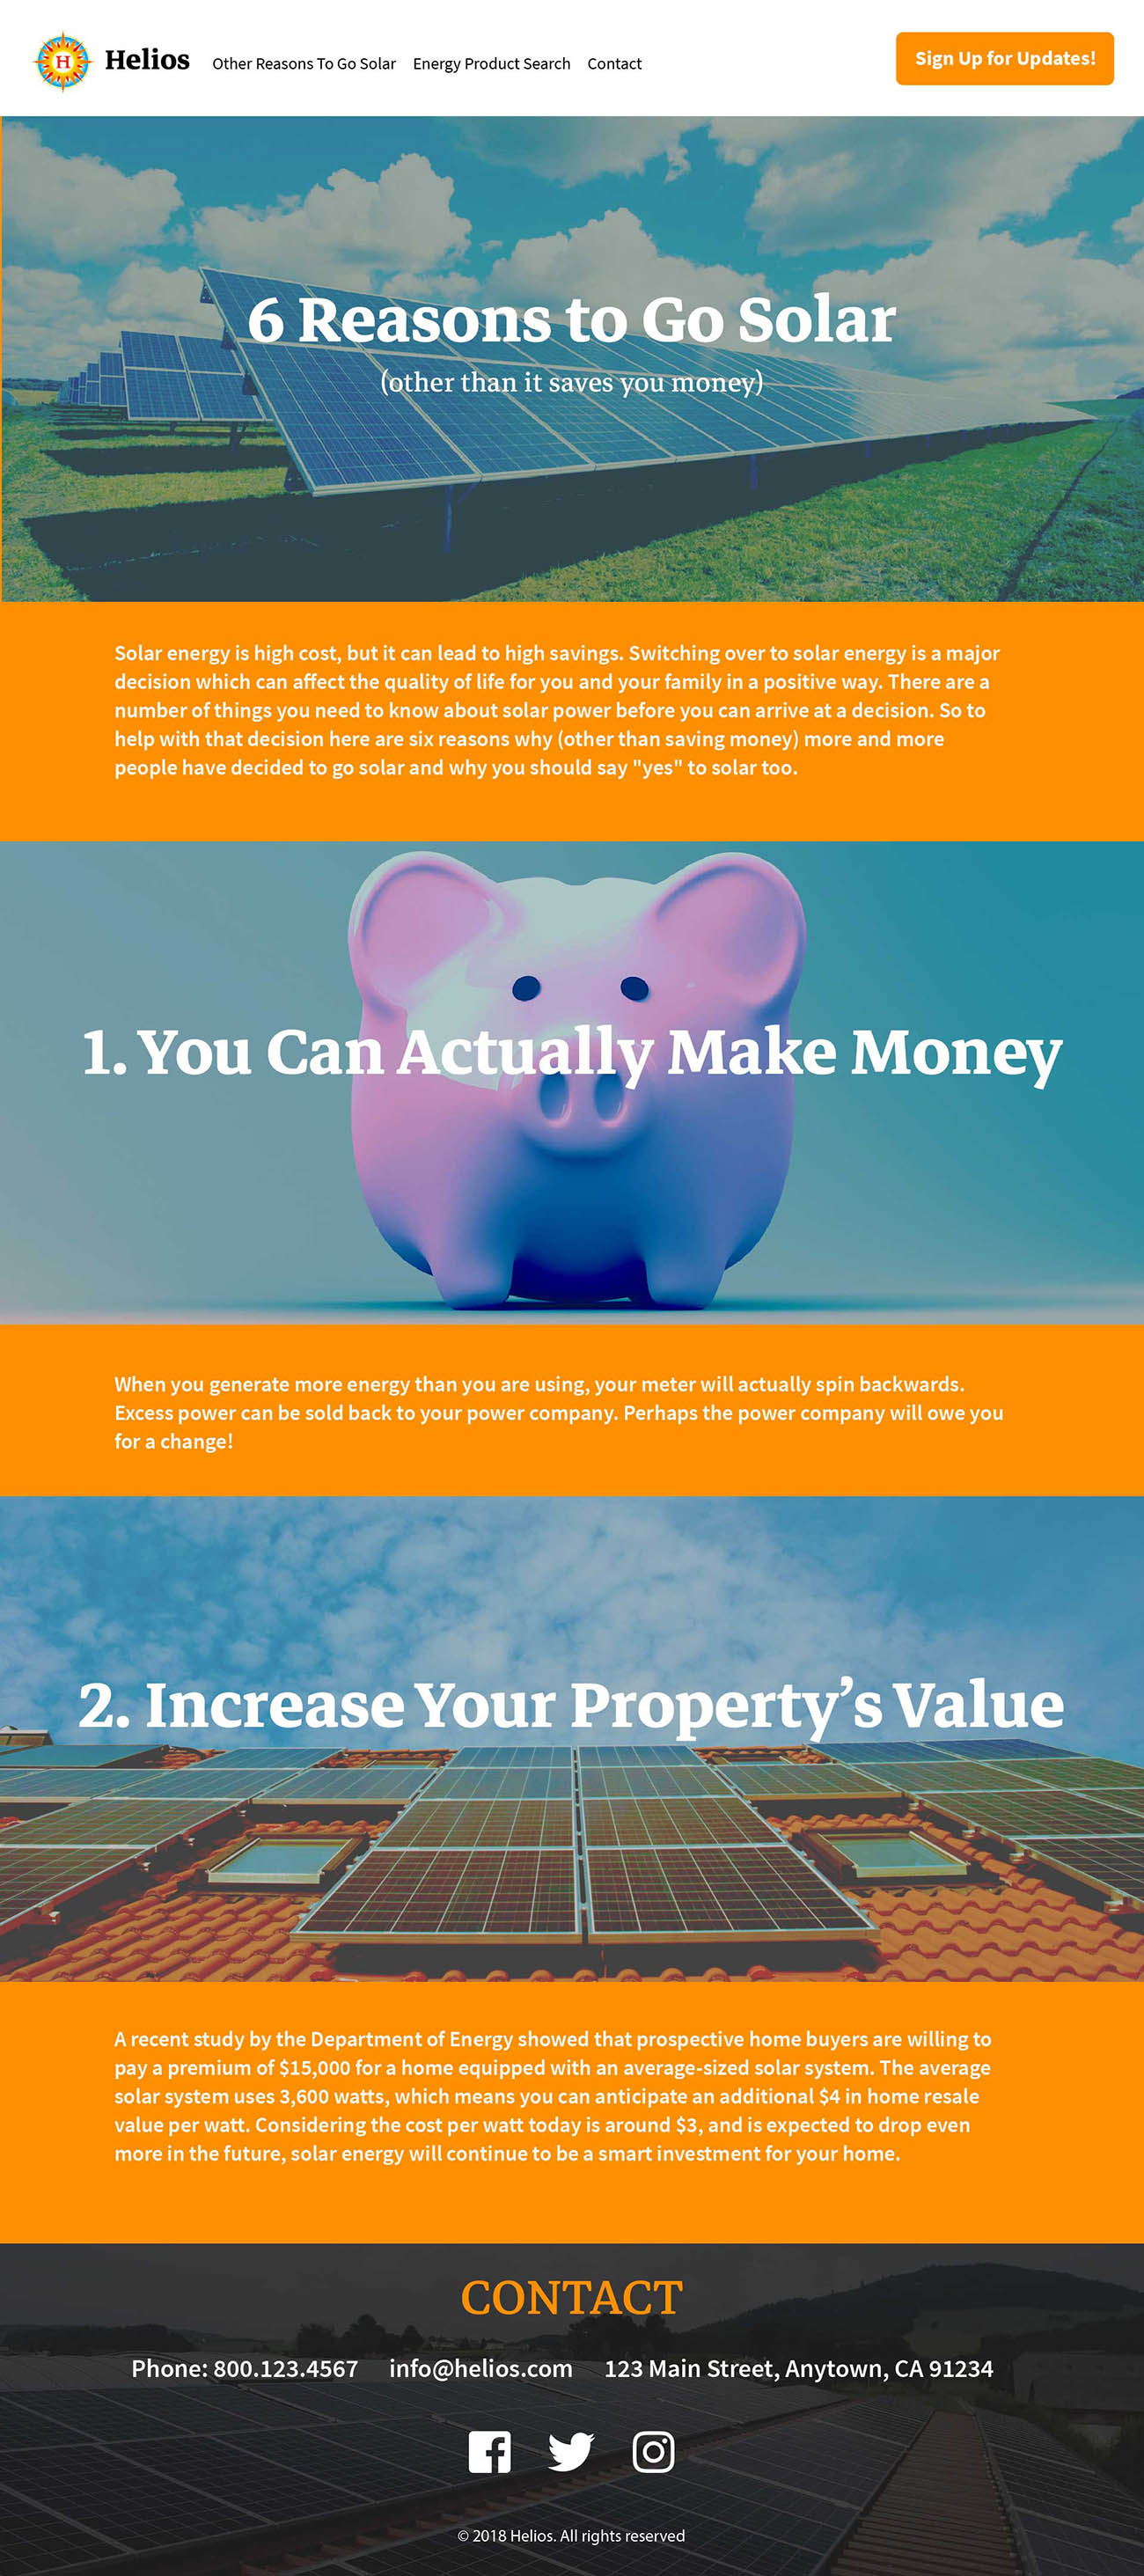 H
Helios
Other Reasons To Go Solar
Energy Product Search
Contact
Sign Up for Updates!
6 Reasons to Go Solar
(other than it saves you money)
Solar energy is high cost, but it can lead to high savings. Switching over to solar energy is a major
decision which can affect the quality of life for you and your family in a positive way. There are a
number of things you need to know about solar power before you can arrive at a decision. So to
help with that decision here are six reasons why (other than saving money) more and more
people have decided to go solar and why you should say "yes" to solar too.
1. You Can Actually Make Money
When you generate more energy than you are using, your meter will actually spin backwards.
Excess power can be sold back to your power company. Perhaps the power company will owe you
for a change!
2. Increase Your Property’s Value
A recent study by the Department of Energy showed that prospective home buyers are willing to
pay a premium of $15,000 for a home equipped with an average-sized solar system. The average
solar system uses 3,600 watts, which means you can anticipate an additional $4 in home resale
value per watt. Considering the cost per watt today is around $3, and is expected to drop even
more in the future, solar energy will continue to be a smart investment for your home.
CONTACT
Phone: 800.123.4567
info@helios.com
123 Main Street, Anytown, CA 91234
© 2018 Helios. All rights reserved